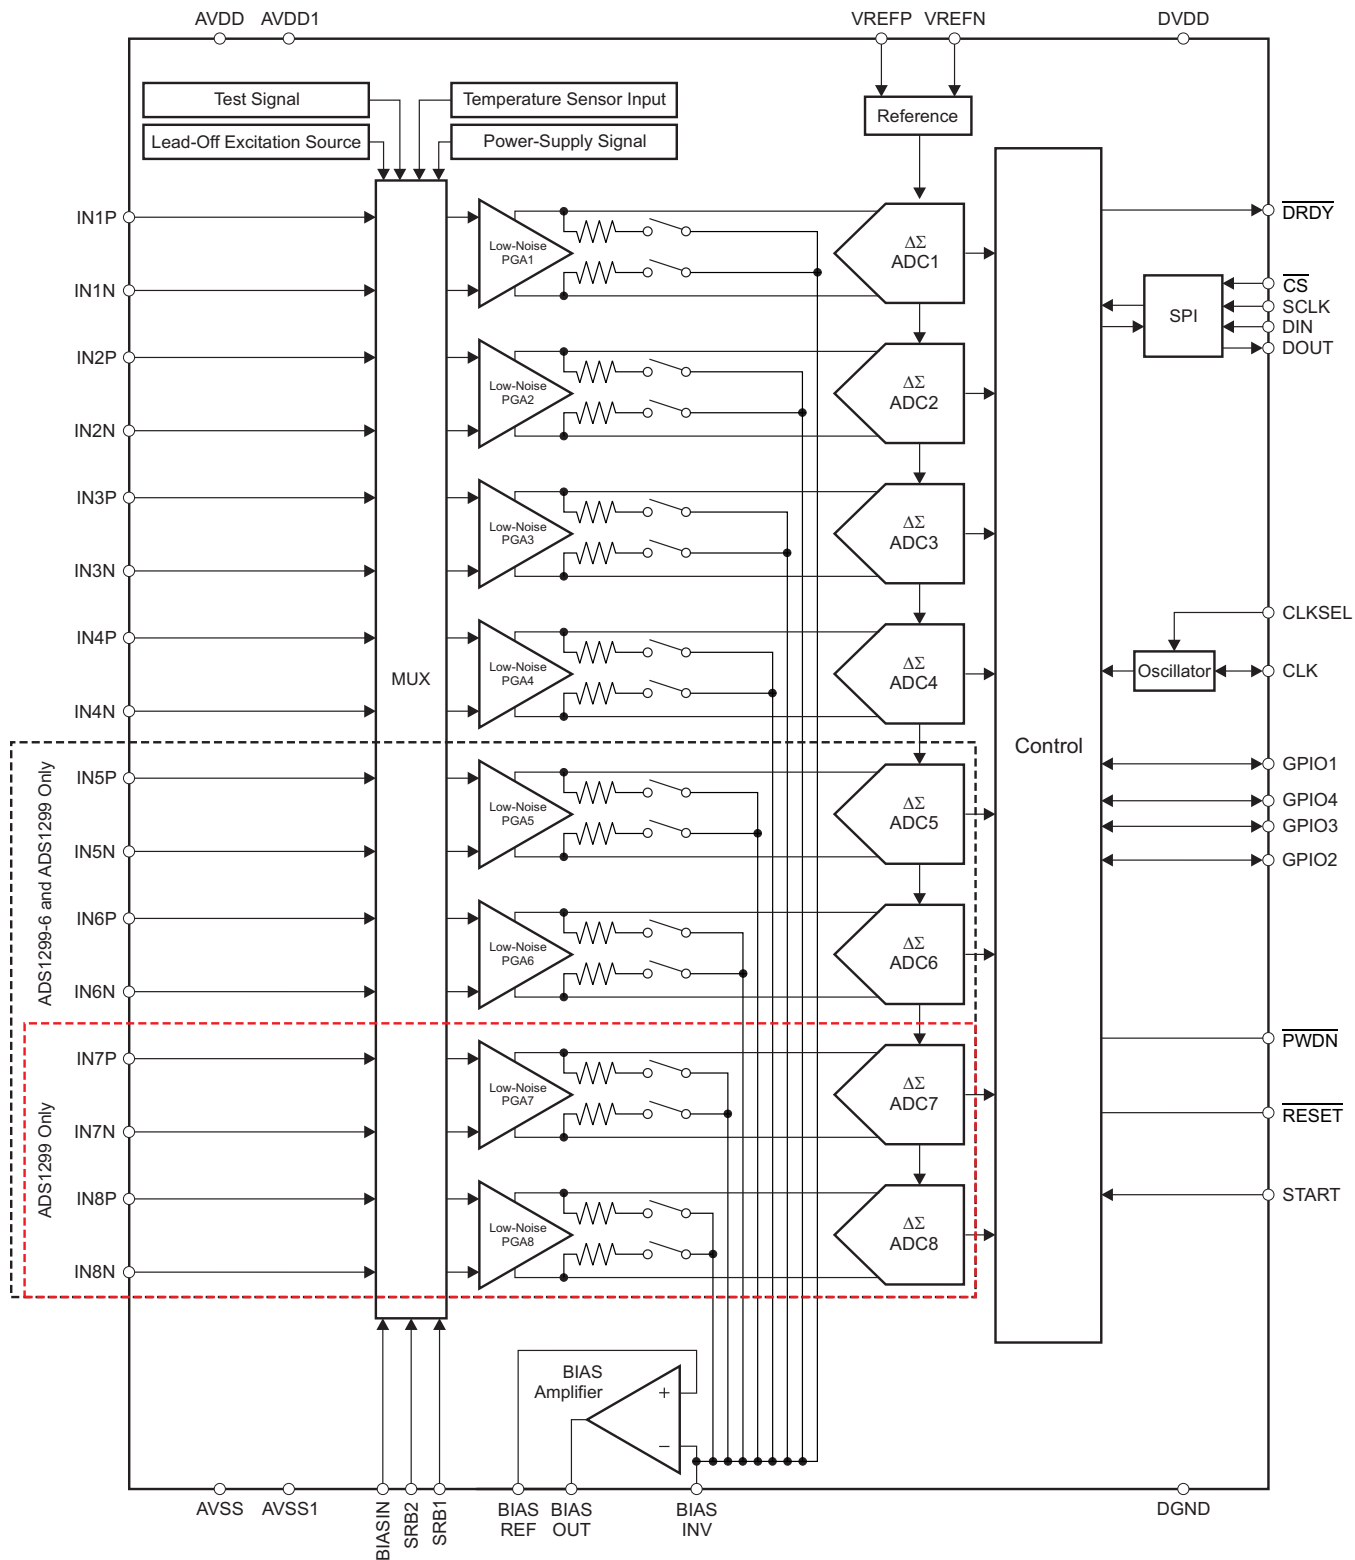 AVDD AVDD1 VREFP VREFN DVDD
Test Signal
Temperature Sensor Input
Lead-Off Excitation Source
Power-Supply Signal
Reference
MUX
Control
IN1P
IN1N
Low-Noise
PGA1
ΔΣ
ADC1
IN2P
IN2N
Low-Noise
PGA2
ΔΣ
ADC2
IN3P
IN3N
Low-Noise
PGA3
ΔΣ
ADC3
IN4P
IN4N
Low-Noise
PGA4
ΔΣ
ADC4
ADS1299-6 and ADS1299 Only
IN5P
IN5N
Low-Noise
PGA5
ΔΣ
ADC5
IN6P
IN6N
Low-Noise
PGA6
ΔΣ
ADC6
ADS1299 Only
IN7P
IN7N
Low-Noise
PGA7
ΔΣ
ADC7
IN8P
IN8N
Low-Noise
PGA8
ΔΣ
ADC8
DRDY
SPI
CS
SCLK
DIN
DOUT
CLKSEL
Oscillator
CLK
GPIO1
GPIO4
GPIO3
GPIO2
PWDN
RESET
START
BIAS
Amplifier
+
−
AVSS AVSS1
BIASIN
SRB2
SRB1
BIAS
REF
BIAS
OUT
BIAS
INV
DGND